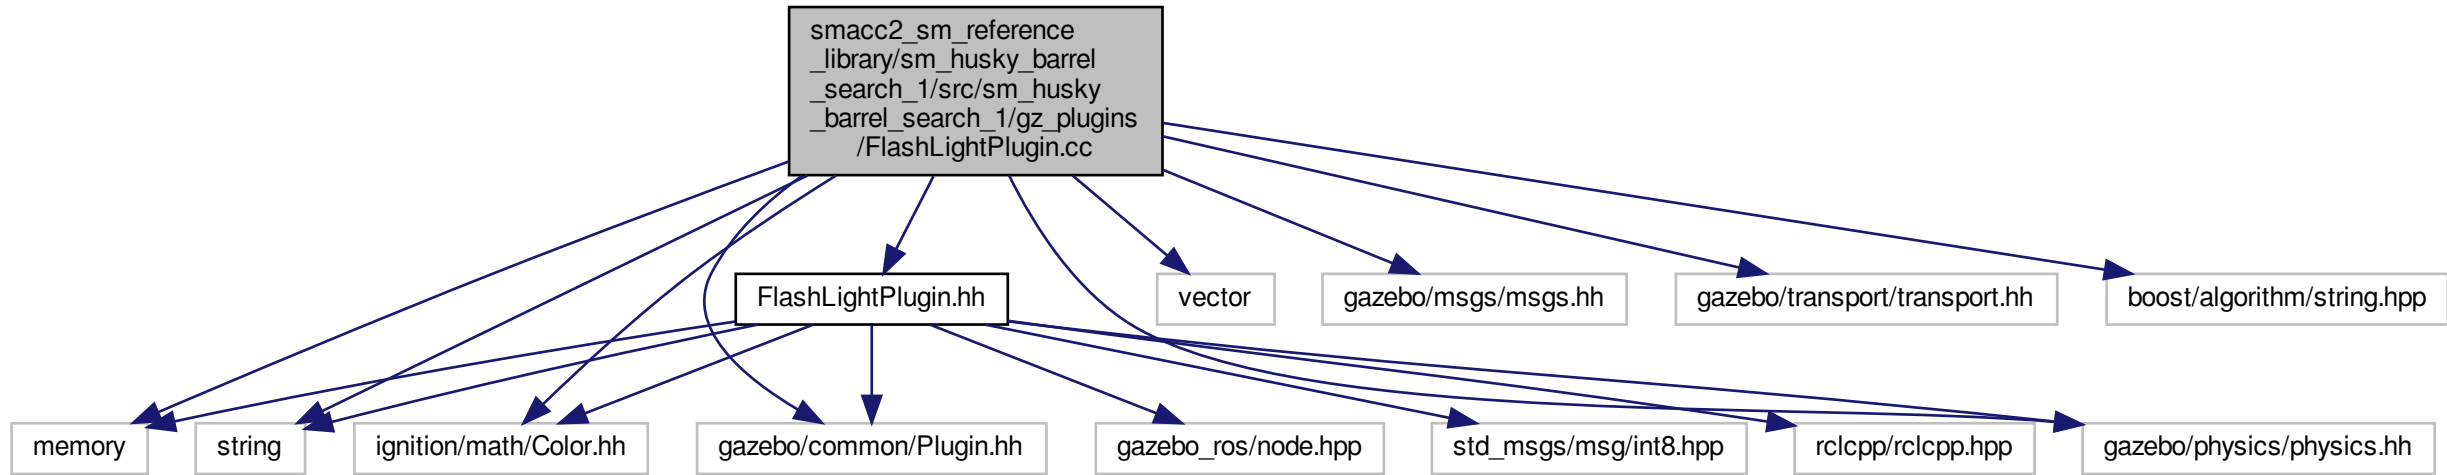 smacc2_sm_reference
_library/sm_husky_barrel
_search_1/src/sm_husky
_barrel_search_1/gz_plugins
/FlashLightPlugin.cc
FlashLightPlugin.hh
vector
gazebo/msgs/msgs.hh
gazebo/transport/transport.hh
boost/algorithm/string.hpp
memory
string
ignition/math/Color.hh
gazebo/common/Plugin.hh
gazebo_ros/node.hpp
std_msgs/msg/int8.hpp
rclcpp/rclcpp.hpp
gazebo/physics/physics.hh